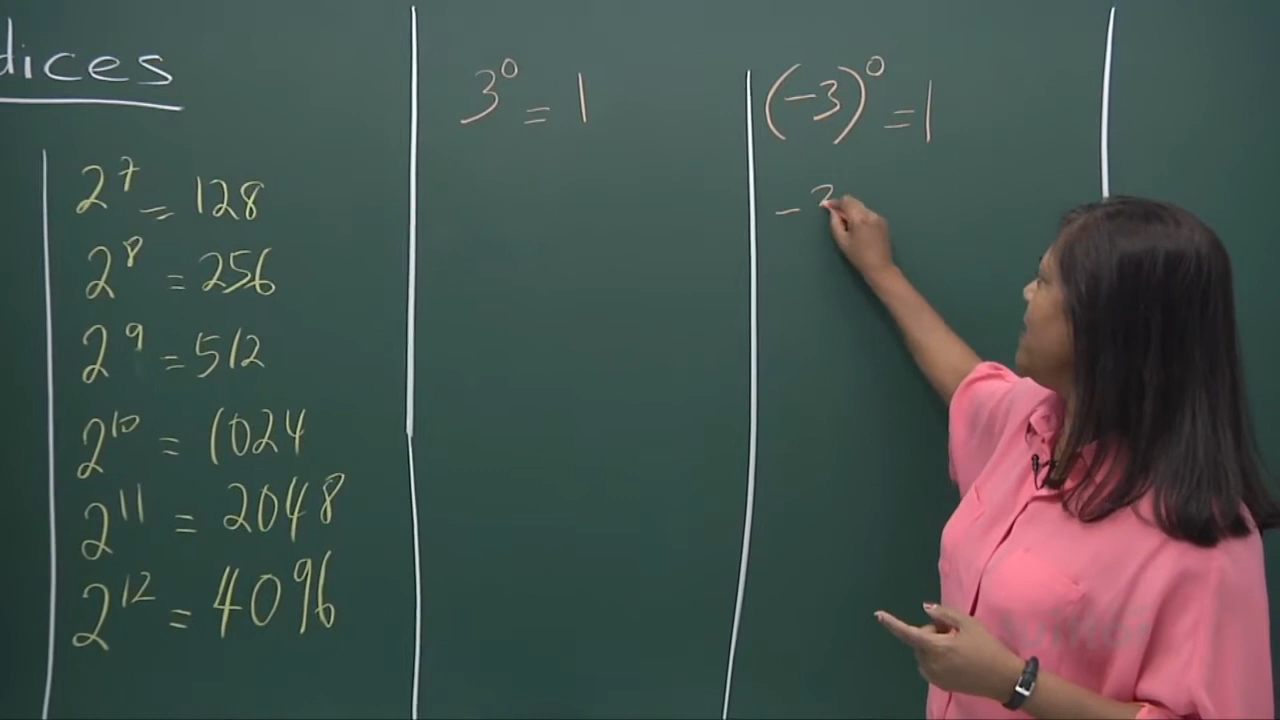 dices
2⁷ = 128
2⁸ = 256
2⁹ = 512
2¹⁰ = 1024
2¹¹ = 2048
2¹² = 4096
3⁰ = 1
(-3)⁰ = 1
- 3